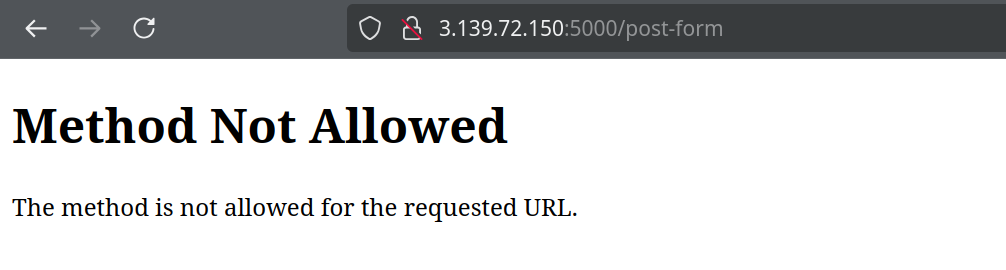 3.139.72.150:5000/post-form
Method Not Allowed
The method is not allowed for the requested URL.